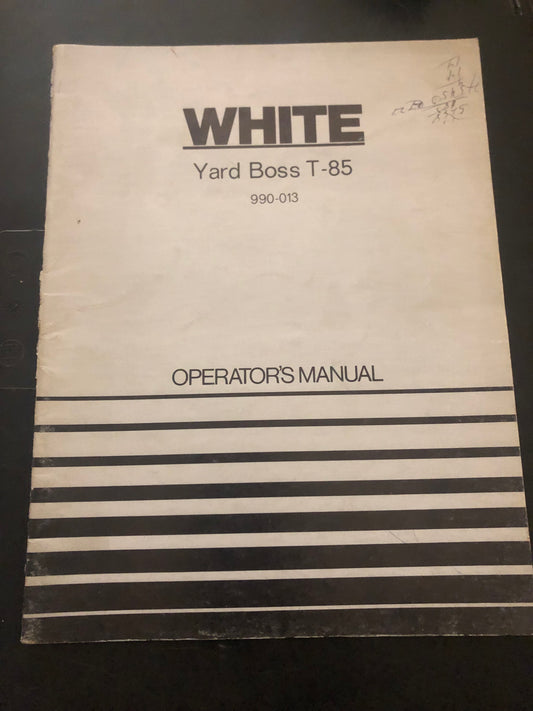 WHITE
Yard Boss T-85
990-013
OPERATOR'S MANUAL